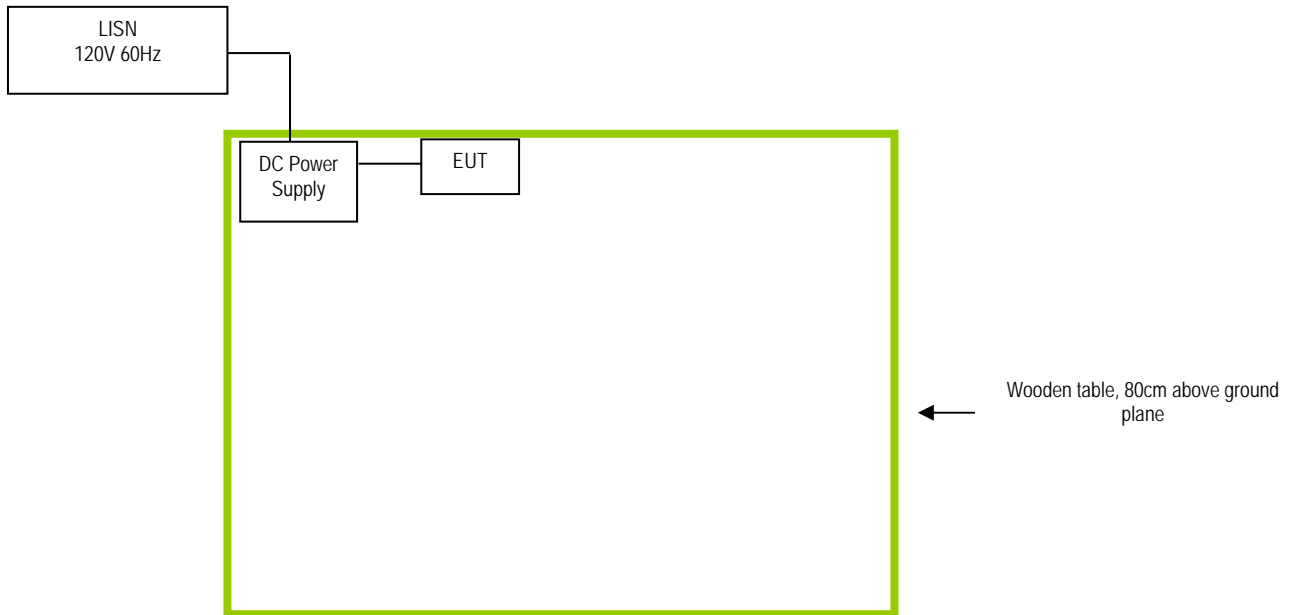 LISN
120V 60Hz
DC Power
Supply
EUT
Wooden table, 80cm above ground
plane